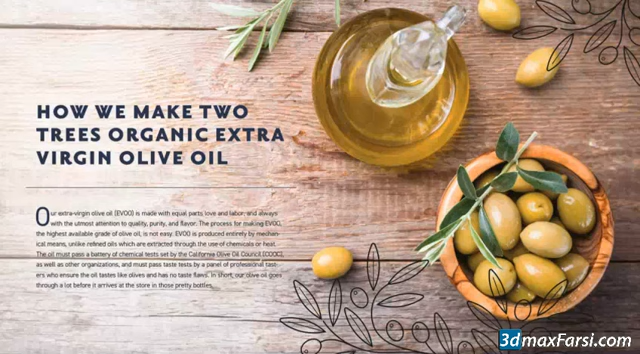 HOW WE MAKE TWO
TREES ORGANIC EXTRA
VIRGIN OLIVE OIL
Our extra-virgin olive oil (EVOO) is made with equal parts love and labor, and always
with the utmost attention to quality, purity, and flavor. The process for making EVOO,
the highest available grade of olive oil, is not easy. EVOO is produced entirely by mechan-
ical means, unlike refined oils which are extracted through the use of chemicals or heat.
The oil must pass a battery of chemical tests set by the California Olive Oil Council (COOC),
as well as other organizations, and must pass taste tests by a panel of professional tast-
ers who ensure the oil tastes like olives and has no taste flaws. In short, our olive oil goes
through a lot before it arrives at the store in those pretty bottles.
3dmaxFarsi.com